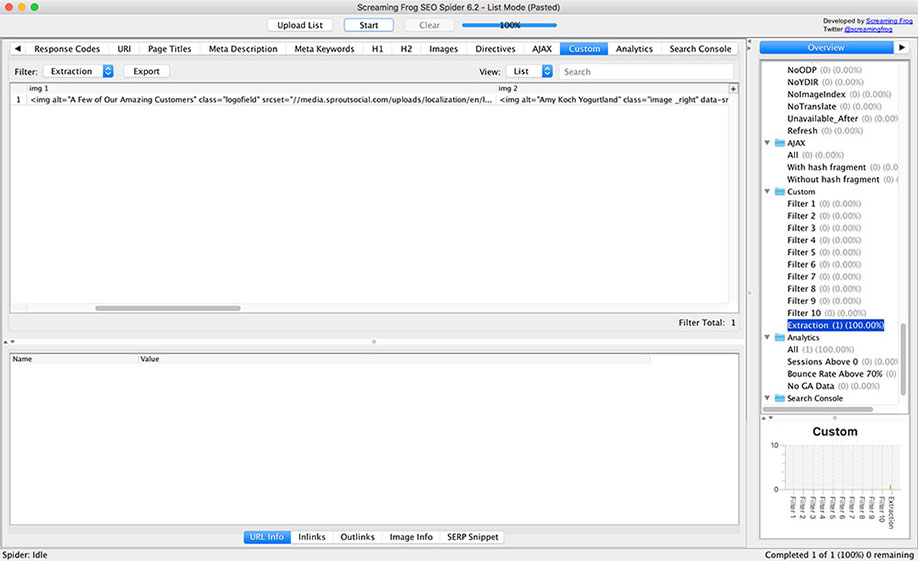 Screaming Frog SEO Spider 6.2 - List Mode (Pasted)
Upload List Start Clear 100%
Developed by Screaming Frog
Twitter @screamingfrog
Response Codes URI Page Titles Meta Description Meta Keywords H1 H2 Images Directives AJAX Custom Analytics Search Console
Overview
Filter: Extraction Export View: List Search
img 1 img 2
1 <img alt="A Few of Our Amazing Customers" class="logofield" srcset="//media.sproutsocial.com/uploads/localization/en/l... <img alt="Amy Koch Yogurtland" class="image _right" data-sr
Filter Total: 1
Name Value
URL Info Inlinks Outlinks Image Info SERP Snippet
NoODP (0) (0.00%)
NoYDIR (0) (0.00%)
NoImageIndex (0) (0.00%)
NoTranslate (0) (0.00%)
Unavailable_After (0) (0.00%
Refresh (0) (0.00%)
AJAX
All (0) (0.00%)
With hash fragment (0) (0.0
Without hash fragment (0) (
Custom
Filter 1 (0) (0.00%)
Filter 2 (0) (0.00%)
Filter 3 (0) (0.00%)
Filter 4 (0) (0.00%)
Filter 5 (0) (0.00%)
Filter 6 (0) (0.00%)
Filter 7 (0) (0.00%)
Filter 8 (0) (0.00%)
Filter 9 (0) (0.00%)
Filter 10 (0) (0.00%)
Extraction (1) (100.00%)
Analytics
All (1) (100.00%)
Sessions Above 0 (0) (0.00%
Bounce Rate Above 70% (0)
No GA Data (0) (0.00%)
Search Console
Custom
10
0
Filter 1
Filter 2
Filter 3
Filter 4
Filter 5
Filter 6
Filter 7
Filter 8
Filter 9
Filter 10
Extraction
Spider: Idle
Completed 1 of 1 (100%) 0 remaining